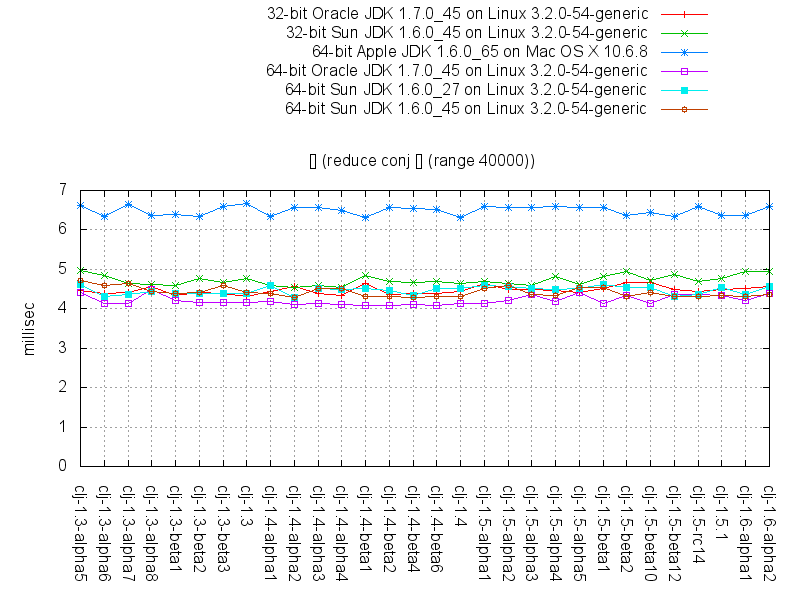 32-bit Oracle JDK 1.7.0_45 on Linux 3.2.0-54-generic
32-bit Sun JDK 1.6.0_45 on Linux 3.2.0-54-generic
64-bit Apple JDK 1.6.0_65 on Mac OS X 10.6.8
64-bit Oracle JDK 1.7.0_45 on Linux 3.2.0-54-generic
64-bit Sun JDK 1.6.0_27 on Linux 3.2.0-54-generic
64-bit Sun JDK 1.6.0_45 on Linux 3.2.0-54-generic
[] (reduce conj [] (range 40000))
7
6
5
4
3
2
1
0
millisec
clj-1.3-alpha5
clj-1.3-alpha6
clj-1.3-alpha7
clj-1.3-alpha8
clj-1.3-beta1
clj-1.3-beta2
clj-1.3-beta3
clj-1.3
clj-1.4-alpha1
clj-1.4-alpha2
clj-1.4-alpha3
clj-1.4-alpha4
clj-1.4-beta1
clj-1.4-beta2
clj-1.4-beta4
clj-1.4-beta6
clj-1.4
clj-1.5-alpha1
clj-1.5-alpha2
clj-1.5-alpha3
clj-1.5-alpha4
clj-1.5-alpha5
clj-1.5-beta1
clj-1.5-beta2
clj-1.5-beta10
clj-1.5-beta12
clj-1.5-rc14
clj-1.5.1
clj-1.6-alpha1
clj-1.6-alpha2